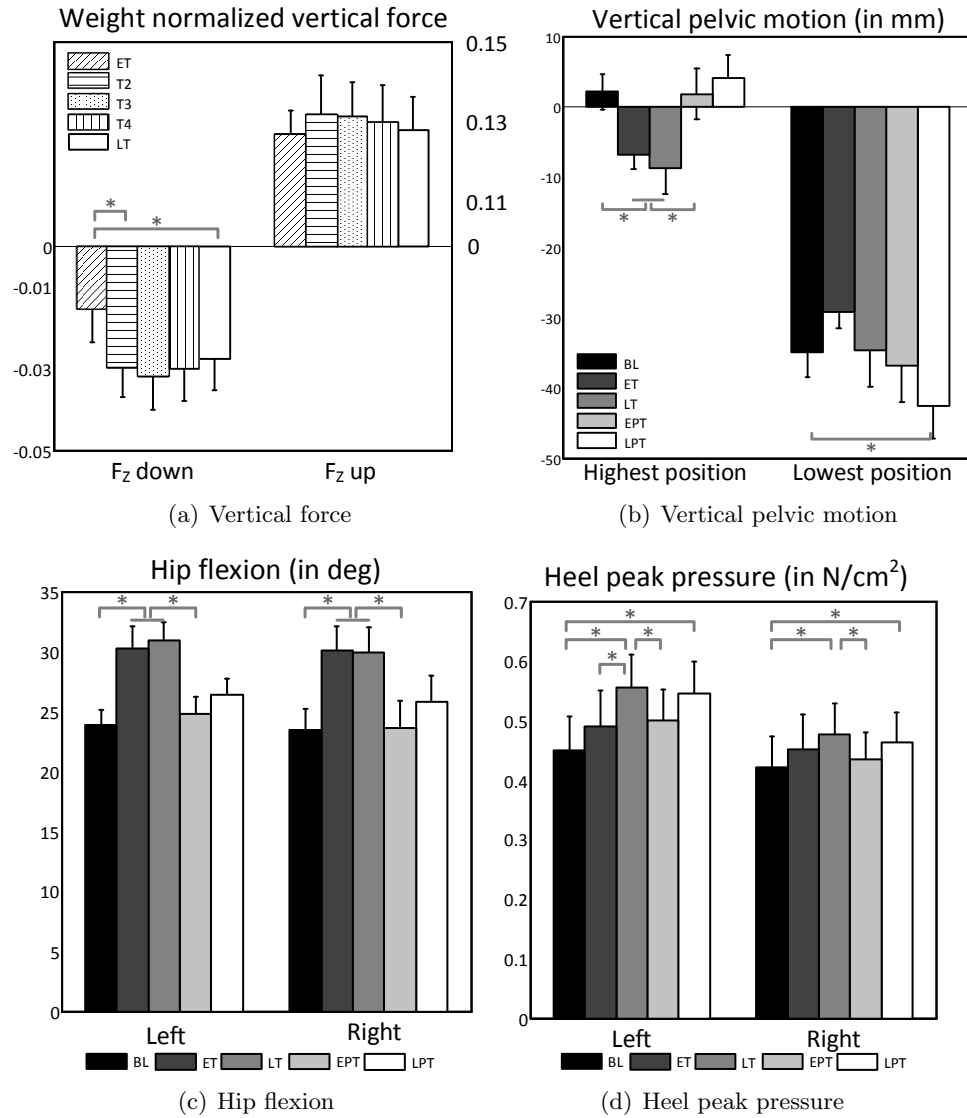 Weight normalized vertical force
0.15
0.13
0.11
0
0
-0.01
-0.03
-0.05
ET
T2
T3
T4
LT
*
*
FZ down
FZ up
(a) Vertical force
Vertical pelvic motion (in mm)
10
0
-10
-20
-30
-40
-50
*
*
BL
ET
LT
EPT
LPT
*
Highest position
Lowest position
(b) Vertical pelvic motion
Hip flexion (in deg)
35
30
25
20
15
10
5
0
*
*
*
*
Left
Right
BL ET LT EPT LPT
(c) Hip flexion
Heel peak pressure (in N/cm²)
0.7
0.6
0.5
0.4
0.3
0.2
0.1
0
*
*
*
*
*
*
*
Left
Right
BL ET LT EPT LPT
(d) Heel peak pressure